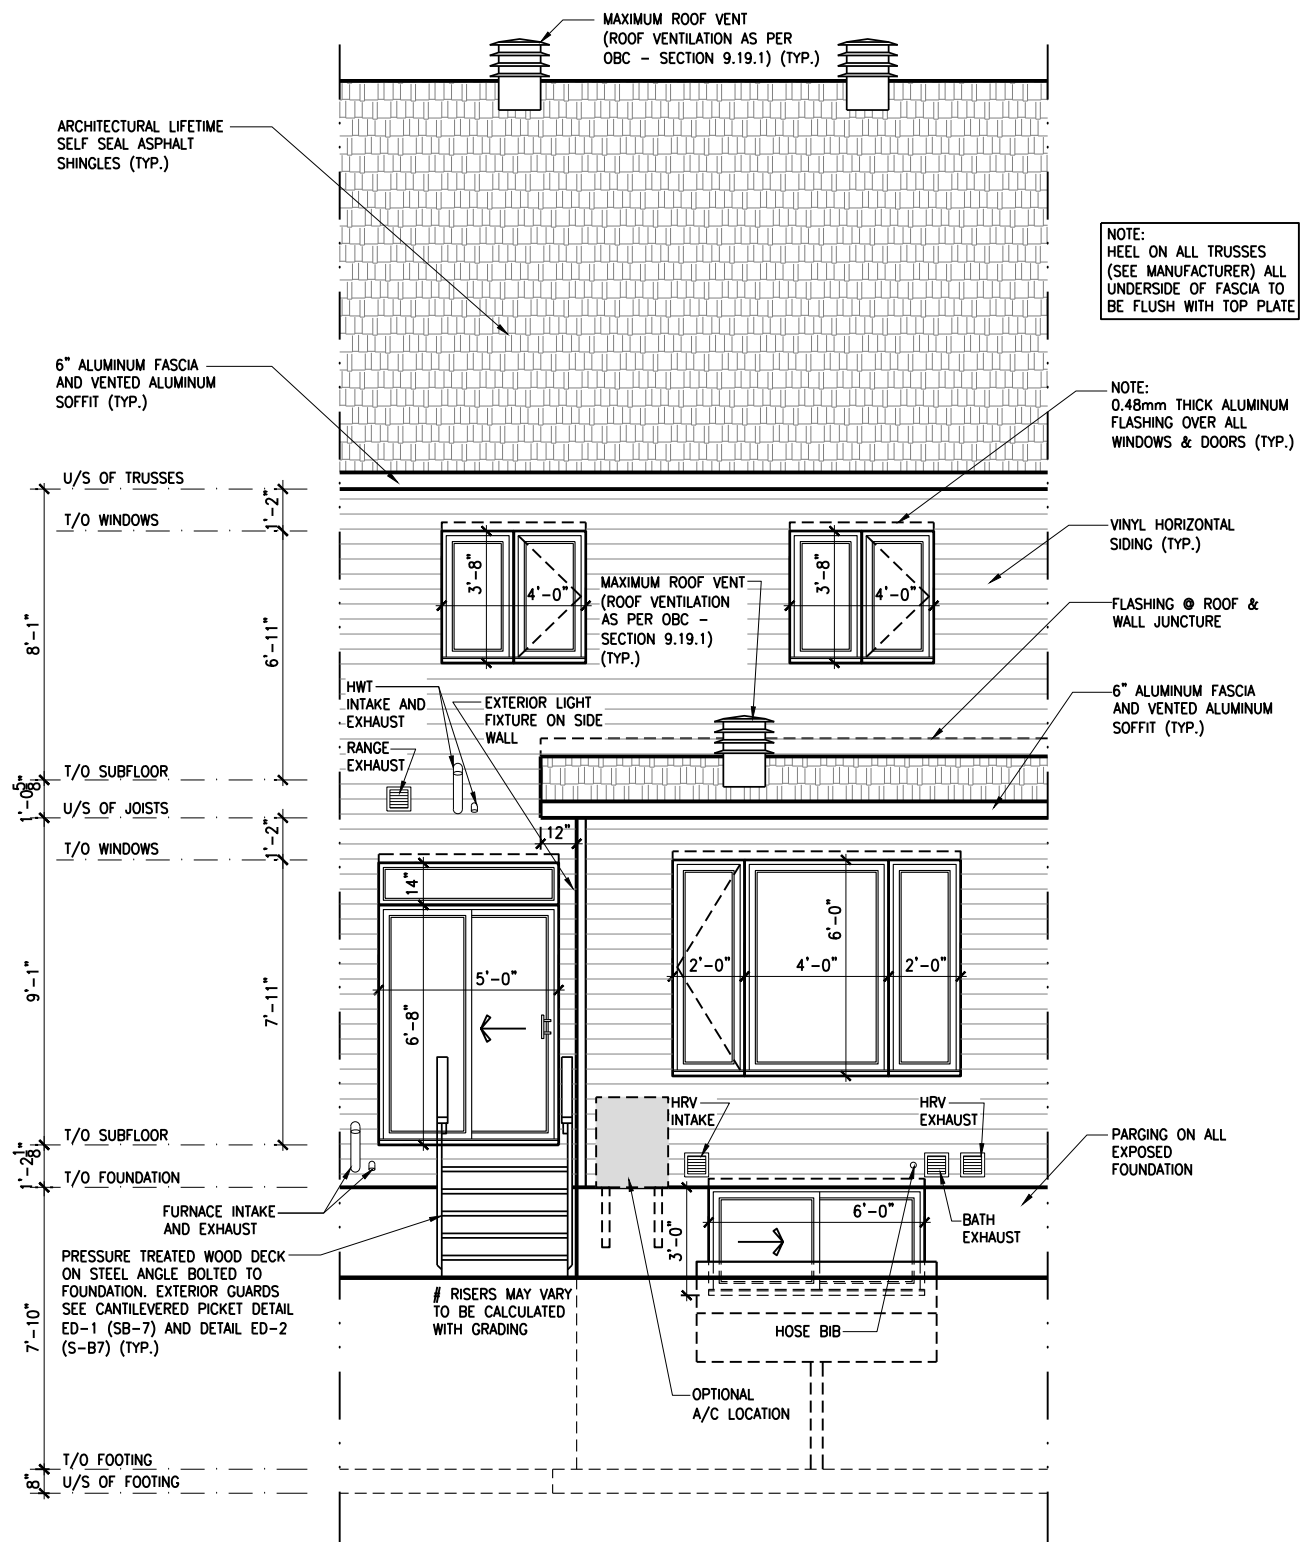 MAXIMUM ROOF VENT
(ROOF VENTILATION AS PER
OBC - SECTION 9.19.1) (TYP.)
ARCHITECTURAL LIFETIME
SELF SEAL ASPHALT
SHINGLES (TYP.)
NOTE:
HEEL ON ALL TRUSSES
(SEE MANUFACTURER) ALL
UNDERSIDE OF FASCIA TO
BE FLUSH WITH TOP PLATE
6" ALUMINUM FASCIA
AND VENTED ALUMINUM
SOFFIT (TYP.)
NOTE:
0.48mm THICK ALUMINUM
FLASHING OVER ALL
WINDOWS & DOORS (TYP.)
U/S OF TRUSSES
1'-2"
T/O WINDOWS
VINYL HORIZONTAL
SIDING (TYP.)
3'-8"
4'-0"
3'-8"
4'-0"
MAXIMUM ROOF VENT
(ROOF VENTILATION
AS PER OBC -
SECTION 9.19.1)
(TYP.)
FLASHING @ ROOF &
WALL JUNCTURE
8'-1"
6'-11"
6" ALUMINUM FASCIA
AND VENTED ALUMINUM
SOFFIT (TYP.)
HWT
INTAKE AND
EXHAUST
EXTERIOR LIGHT
FIXTURE ON SIDE
WALL
RANGE
EXHAUST
T/O SUBFLOOR
1'-0 5/8"
U/S OF JOISTS
1'-2"
12"
T/O WINDOWS
14"
6'-0"
2'-0"
4'-0"
2'-0"
5'-0"
9'-1"
7'-11"
6'-8"
HRV
INTAKE
HRV
EXHAUST
T/O SUBFLOOR
1'-2 1/8"
T/O FOUNDATION
PARGING ON ALL
EXPOSED
FOUNDATION
FURNACE INTAKE
AND EXHAUST
6'-0"
3'-0"
BATH
EXHAUST
PRESSURE TREATED WOOD DECK
ON STEEL ANGLE BOLTED TO
FOUNDATION. EXTERIOR GUARDS
SEE CANTILEVERED PICKET DETAIL
ED-1 (SB-7) AND DETAIL ED-2
(S-B7) (TYP.)
# RISERS MAY VARY
TO BE CALCULATED
WITH GRADING
HOSE BIB
7'-10"
OPTIONAL
A/C LOCATION
T/O FOOTING
8"
U/S OF FOOTING